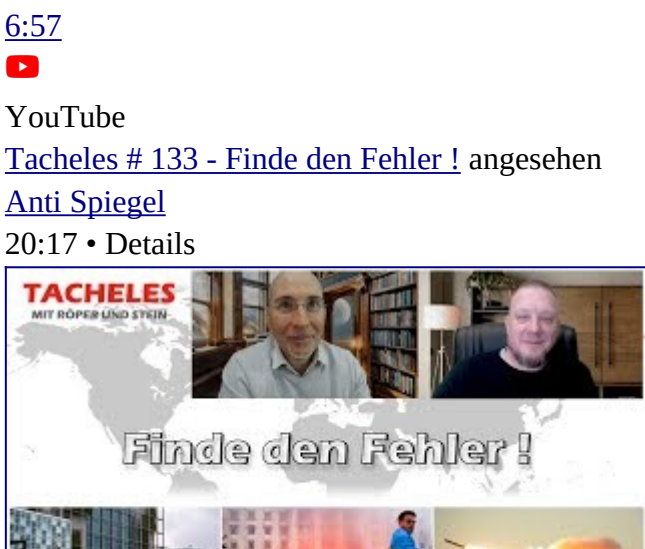 6:57
YouTube
Tacheles # 133 - Finde den Fehler ! angesehen
Anti Spiegel
20:17 • Details
TACHELES
MIT RÖPER UND STEIN
Finde den Fehler !